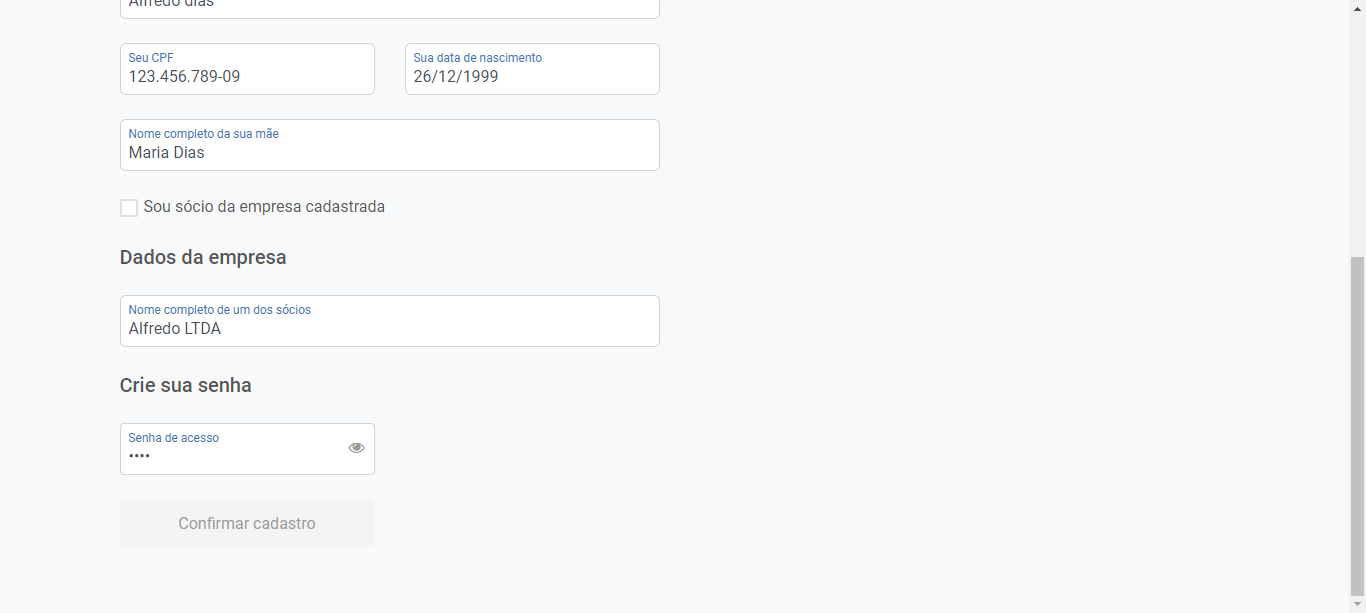 Alfredo dias
Seu CPF
123.456.789-09
Sua data de nascimento
26/12/1999
Nome completo da sua mãe
Maria Dias
Sou sócio da empresa cadastrada
Dados da empresa
Nome completo de um dos sócios
Alfredo LTDA
Crie sua senha
Senha de acesso
••••
Confirmar cadastro